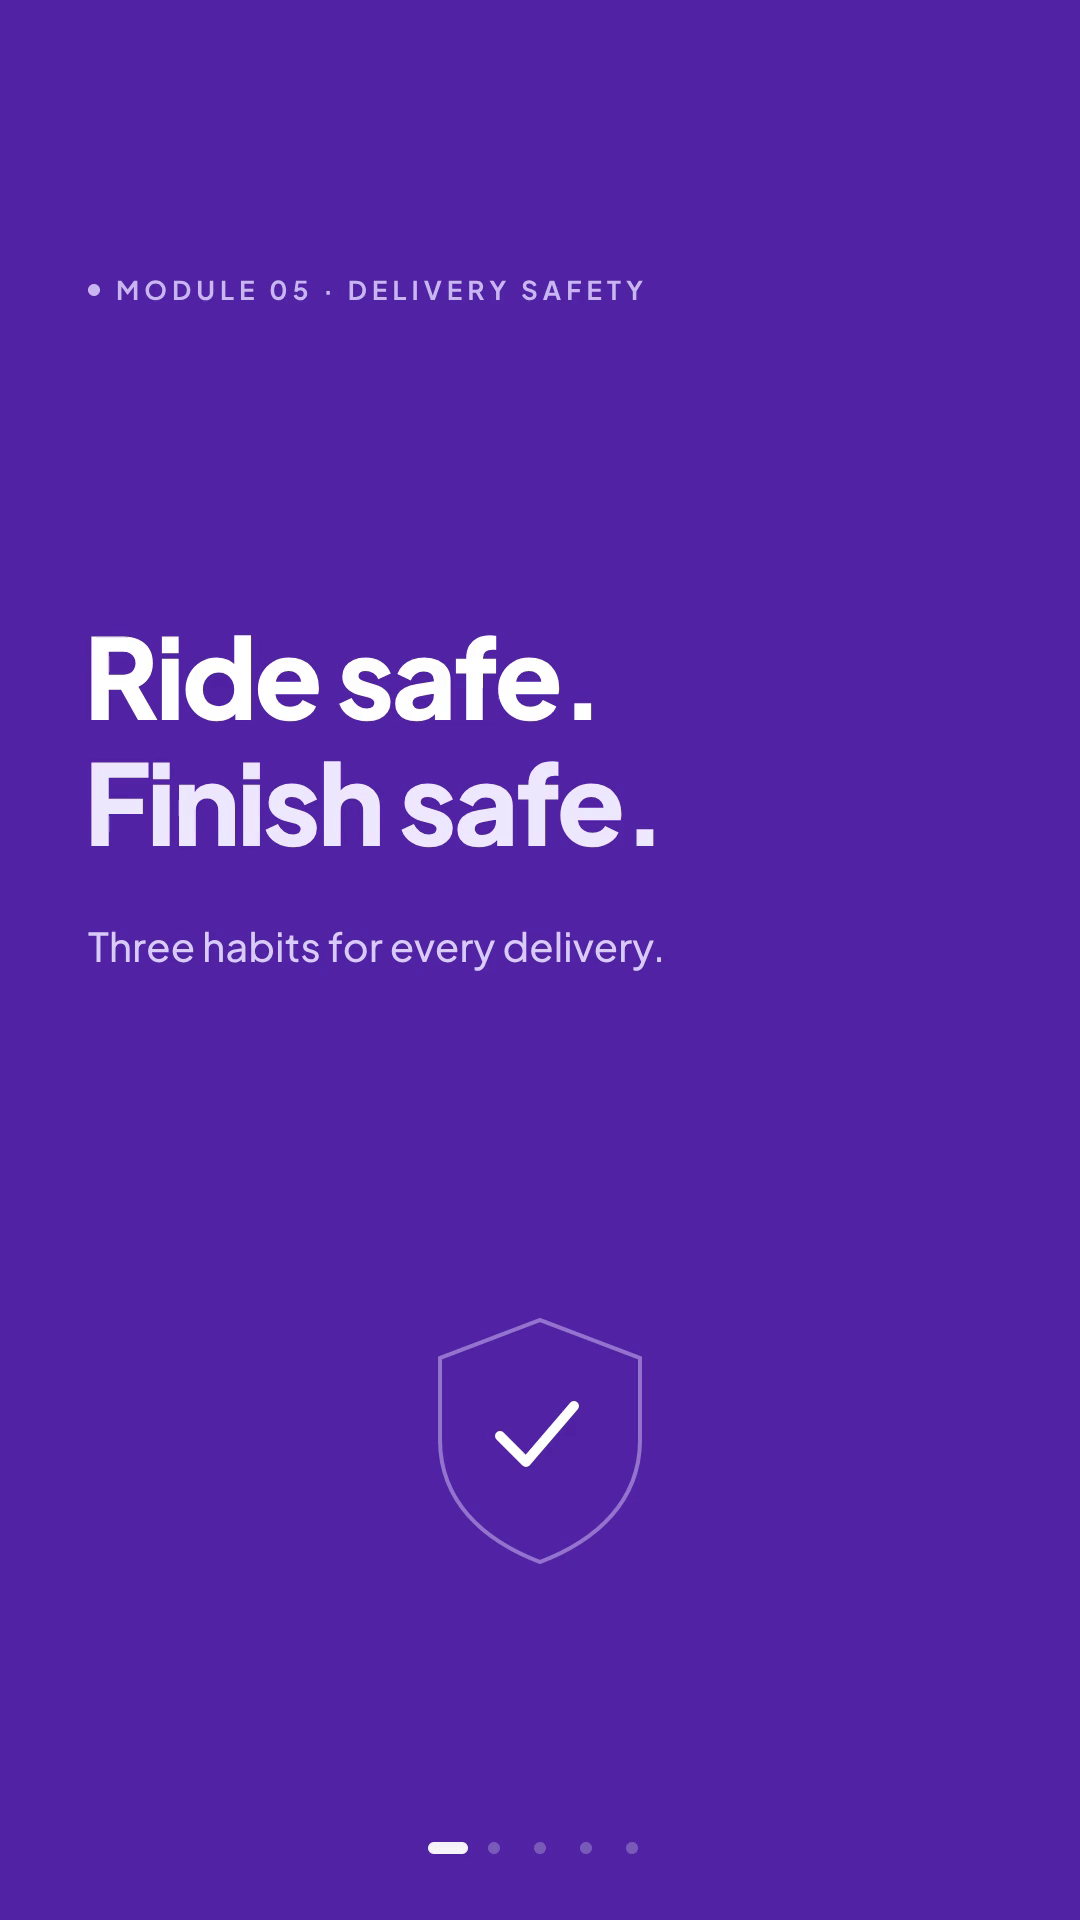 MODULE 05 · DELIVERY SAFETY
Ride safe.
Finish safe.
Three habits for every delivery.